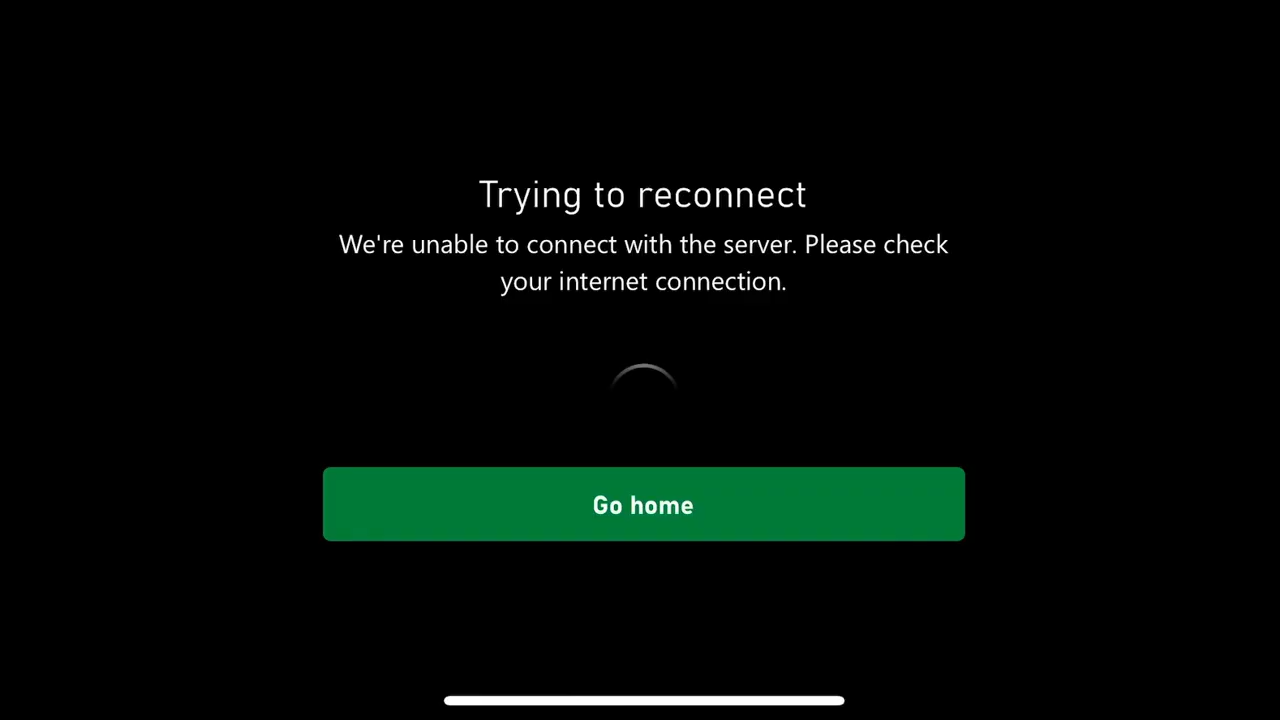 Trying to reconnect
We're unable to connect with the server. Please check
your internet connection.
Go home